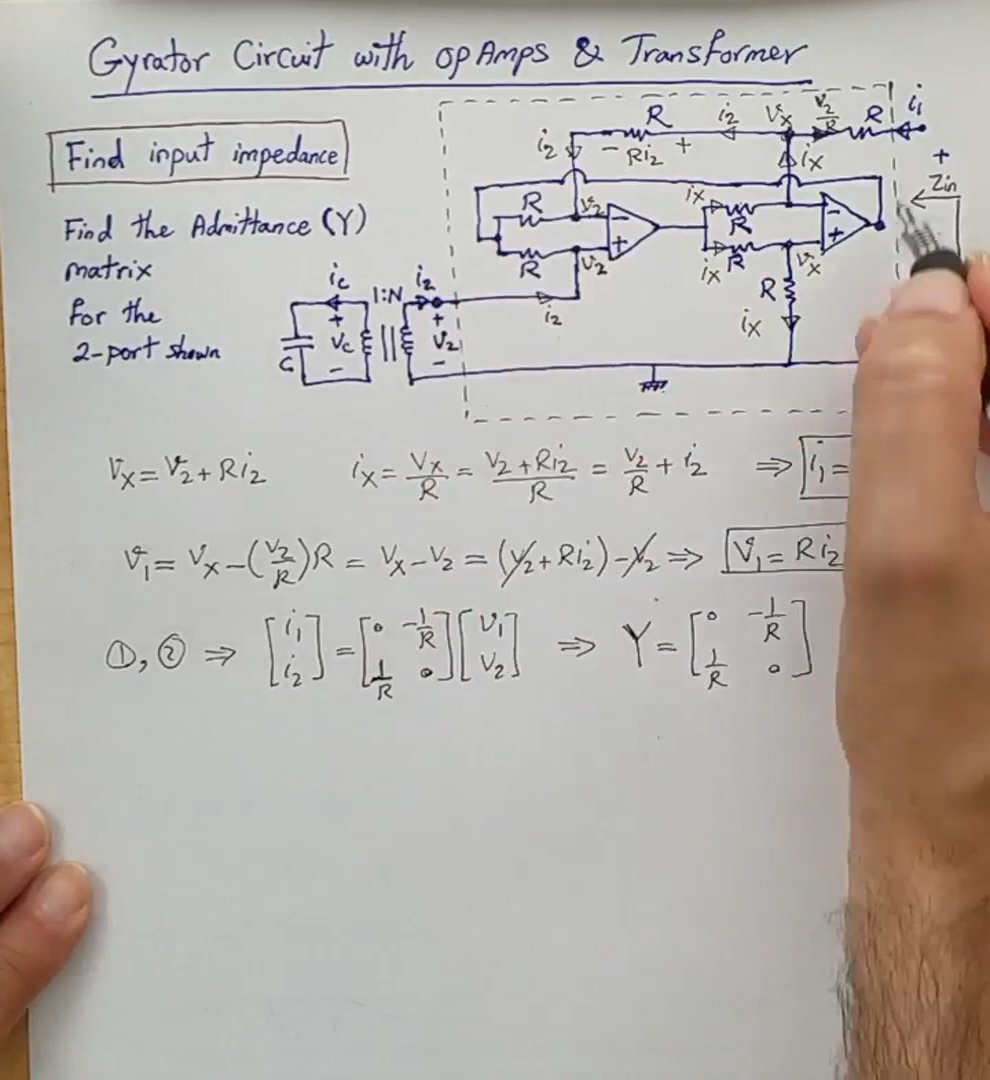 Gyrator Circuit with opAmps & Transformer
Find input impedance
Find the Admittance (Y)
matrix
for the
2-port shown
R i2 Vx V2/R R i1
i2 - Ri2 + ix +
Zin
R V2 - ix R -
R V2 + ix R Vx +
ic 1:N i2 i2 R ix
C + Vc - + V2 -
Vx = V2 + Ri2 ix = Vx/R = V2+Ri2/R = V2/R + i2 ⇒ i1 =
V1 = Vx - (V2/R)R = Vx - V2 = (V2 + Ri2) - V2 ⇒ V1 = Ri2
①, ② ⇒ [i1 i2] = [0 -1/R 1/R 0] [V1 V2] ⇒ Y = [0 -1/R 1/R 0]